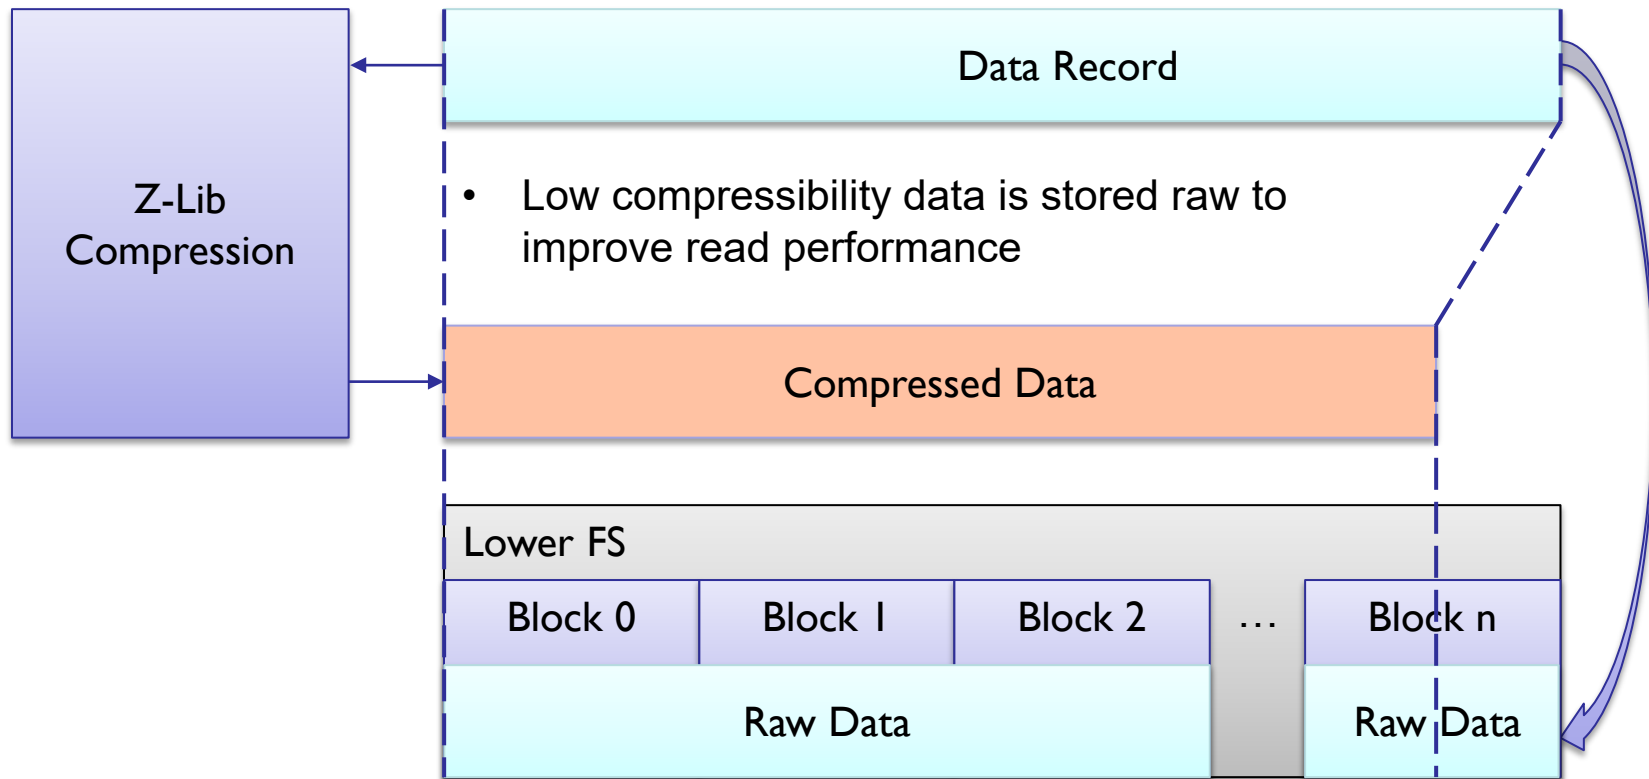 Data Record
Z-Lib
Compression
• Low compressibility data is stored raw to
improve read performance
Compressed Data
Lower FS
Block 0
Block 1
Block 2
...
Block n
Raw Data
Raw Data